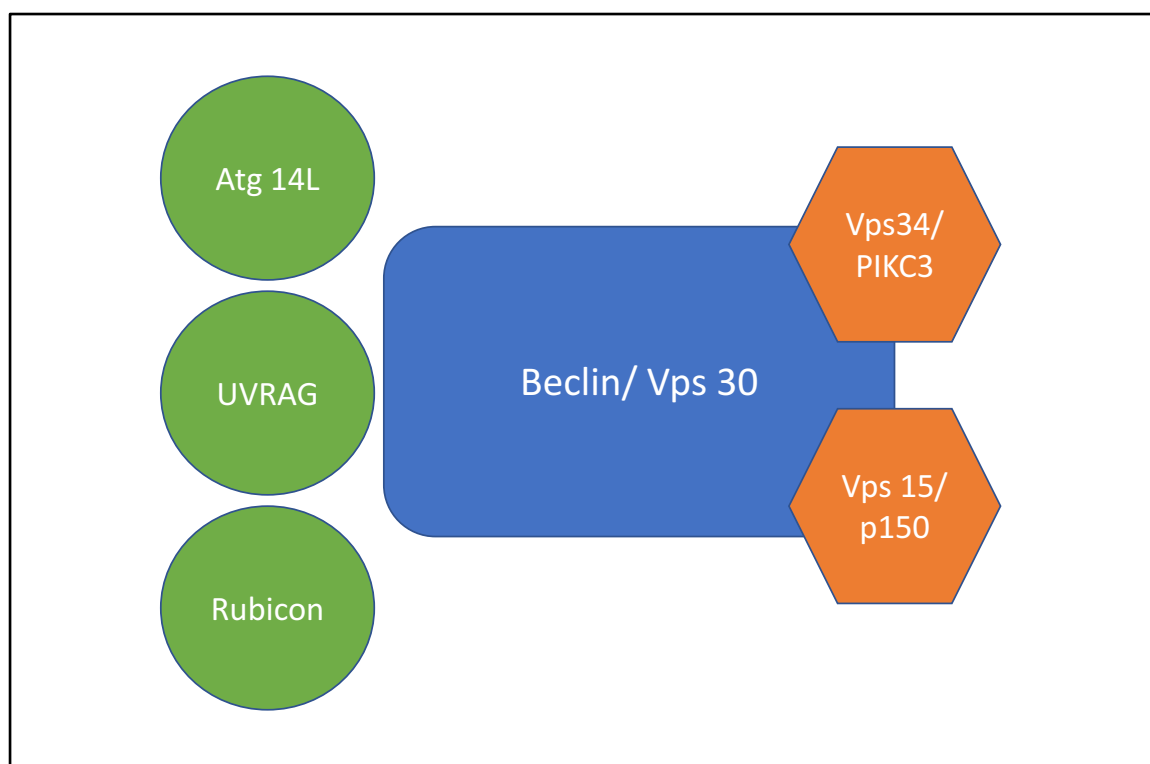 Atg 14L
UVRAG
Rubicon
Beclin/ Vps 30
Vps34/
PIKC3
Vps 15/
p150